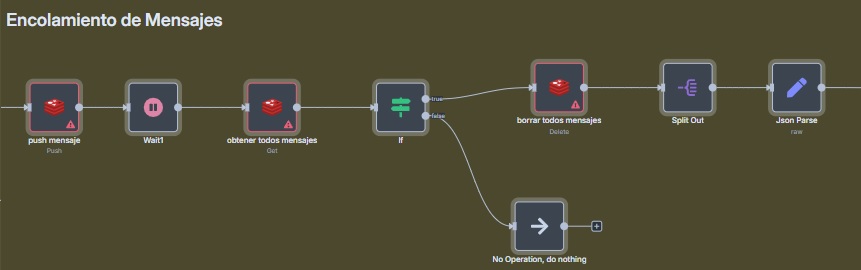 Encolamiento de Mensajes
push mensaje
Push
Wait1
obtener todos mensajes
Get
If
true
false
borrar todos mensajes
Delete
Split Out
Json Parse
raw
No Operation, do nothing